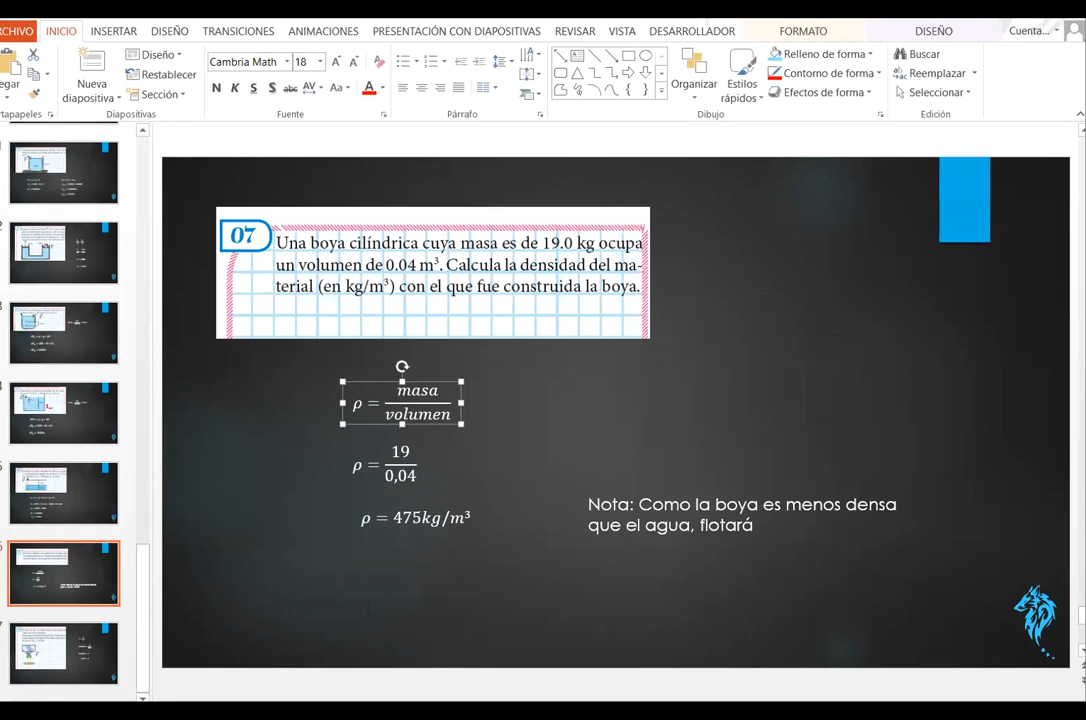 ARCHIVO INICIO INSERTAR DISEÑO TRANSICIONES ANIMACIONES PRESENTACIÓN CON DIAPOSITIVAS REVISAR VISTA DESARROLLADOR FORMATO DISEÑO Cuenta...
Nueva diapositiva
Diseño
Restablecer
Sección
Cambria Math 18
N K S S abc AV Aa A
Organizar
Estilos rápidos
Relleno de forma
Contorno de forma
Efectos de forma
Buscar
Reemplazar
Seleccionar
Diapositivas Fuente Párrafo Dibujo Edición
07
Una boya cilíndrica cuya masa es de 19.0 kg ocupa
un volumen de 0.04 m³. Calcula la densidad del ma-
terial (en kg/m³) con el que fue construida la boya.
ρ = masa / volumen
ρ = 19 / 0,04
ρ = 475kg/m³
Nota: Como la boya es menos densa
que el agua, flotará